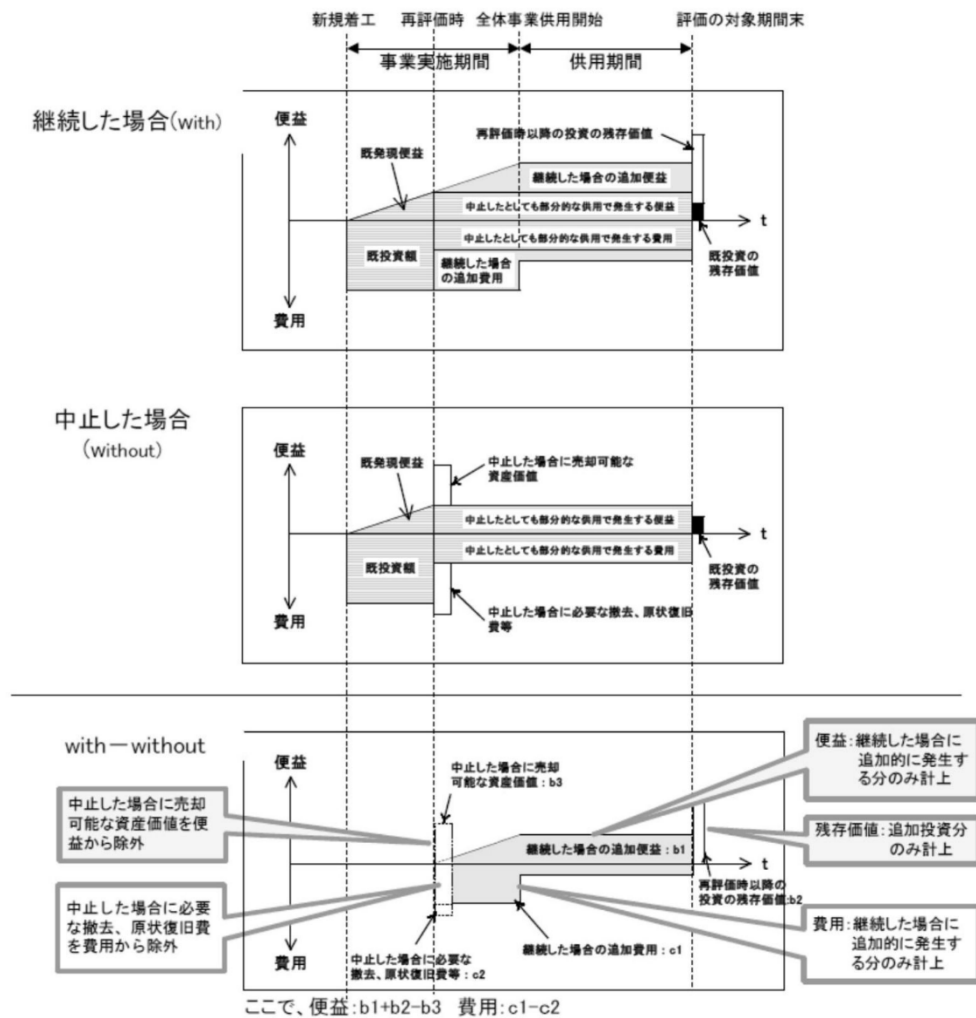 新規着工
再評価時
全体事業供用開始
評価の対象期間末
事業実施期間
供用期間
継続した場合(with)
便益
既発現便益
再評価時以降の投資の残存価値
継続した場合の追加便益
中止したとしても部分的な供用で発生する便益
t
中止したとしても部分的な供用で発生する費用
既投資額
継続した場合
の追加費用
既投資の
残存価値
費用
中止した場合
(without)
便益
既発現便益
中止した場合に売却可能な
資産価値
中止したとしても部分的な供用で発生する便益
t
中止したとしても部分的な供用で発生する費用
既投資額
既投資の
残存価値
中止した場合に必要な撤去、原状復旧
費等
費用
with－without
便益
中止した場合に売却
可能な資産価値：b3
便益：継続した場合に
追加的に発生す
る分のみ計上
中止した場合に売却
可能な資産価値を便
益から除外
残存価値：追加投資分
のみ計上
継続した場合の追加便益：b1
t
再評価時以降の
投資の残存価値:b2
中止した場合に必要
な撤去、原状復旧費
を費用から除外
費用：継続した場合に
追加的に発生す
る分のみ計上
継続した場合の追加費用：c1
中止した場合に必要な
撤去、原状復旧費等：c2
費用
ここで、便益：b1+b2-b3 費用：c1-c2